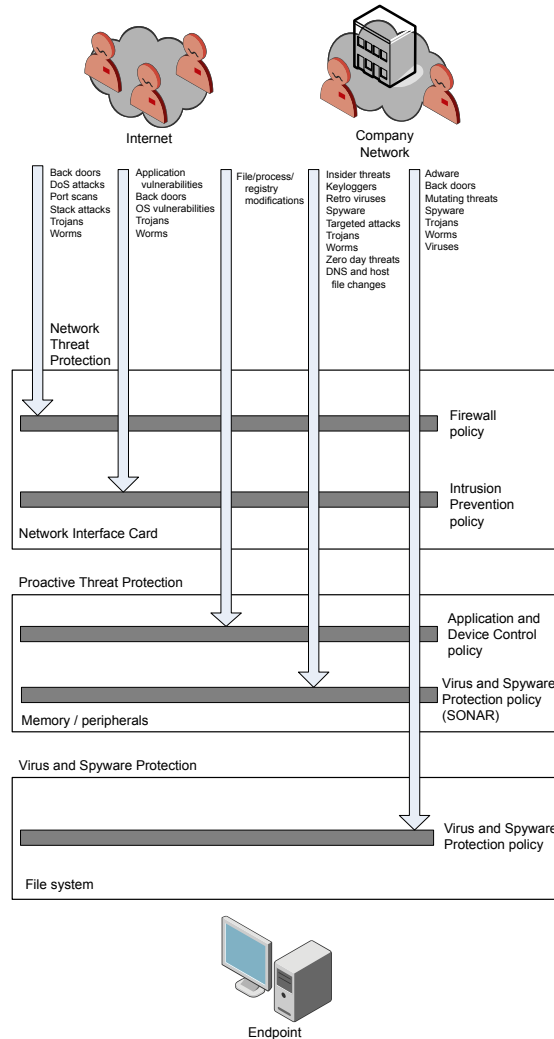 Internet
Company
Network
Back doors
DoS attacks
Port scans
Stack attacks
Trojans
Worms
Application
vulnerabilities
Back doors
OS vulnerabilities
Trojans
Worms
File/process/
registry
modifications
Insider threats
Keyloggers
Retro viruses
Spyware
Targeted attacks
Trojans
Worms
Zero day threats
DNS and host
file changes
Adware
Back doors
Mutating threats
Spyware
Trojans
Worms
Viruses
Network
Threat
Protection
Firewall
policy
Intrusion
Prevention
policy
Network Interface Card
Proactive Threat Protection
Application and
Device Control
policy
Virus and Spyware
Protection policy
(SONAR)
Memory / peripherals
Virus and Spyware Protection
Virus and Spyware
Protection policy
File system
Endpoint